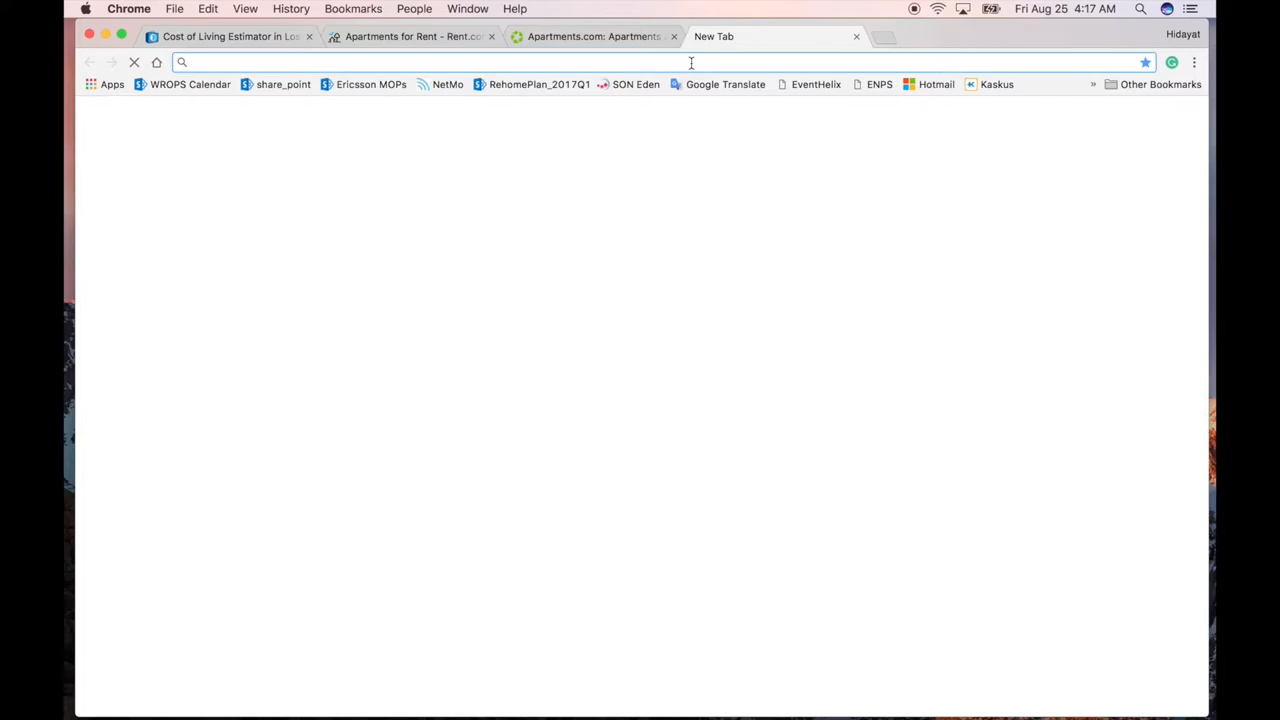 Chrome File Edit View History Bookmarks People Window Help Fri Aug 25 4:17 AM
Cost of Living Estimator in Los Apartments for Rent - Rent.co Apartments.com: Apartments New Tab Hidayat
Apps WROPS Calendar share_point Ericsson MOPs NetMo RehomePlan_2017Q1 SON Eden Google Translate EventHelix ENPS Hotmail Kaskus » Other Bookmarks